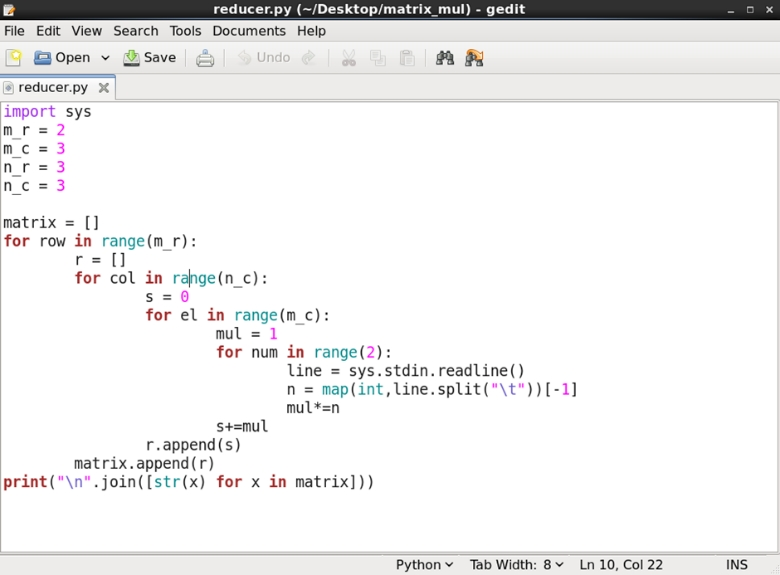 reducer.py (~/Desktop/matrix_mul) - gedit
File Edit View Search Tools Documents Help
Open Save Undo
reducer.py
import sys
m_r = 2
m_c = 3
n_r = 3
n_c = 3

matrix = []
for row in range(m_r):
        r = []
        for col in range(n_c):
                s = 0
                for el in range(m_c):
                        mul = 1
                        for num in range(2):
                                line = sys.stdin.readline()
                                n = map(int,line.split("\t"))[-1]
                                mul*=n
                        s+=mul
                r.append(s)
        matrix.append(r)
print("\n".join([str(x) for x in matrix]))
Python Tab Width: 8 Ln 10, Col 22 INS